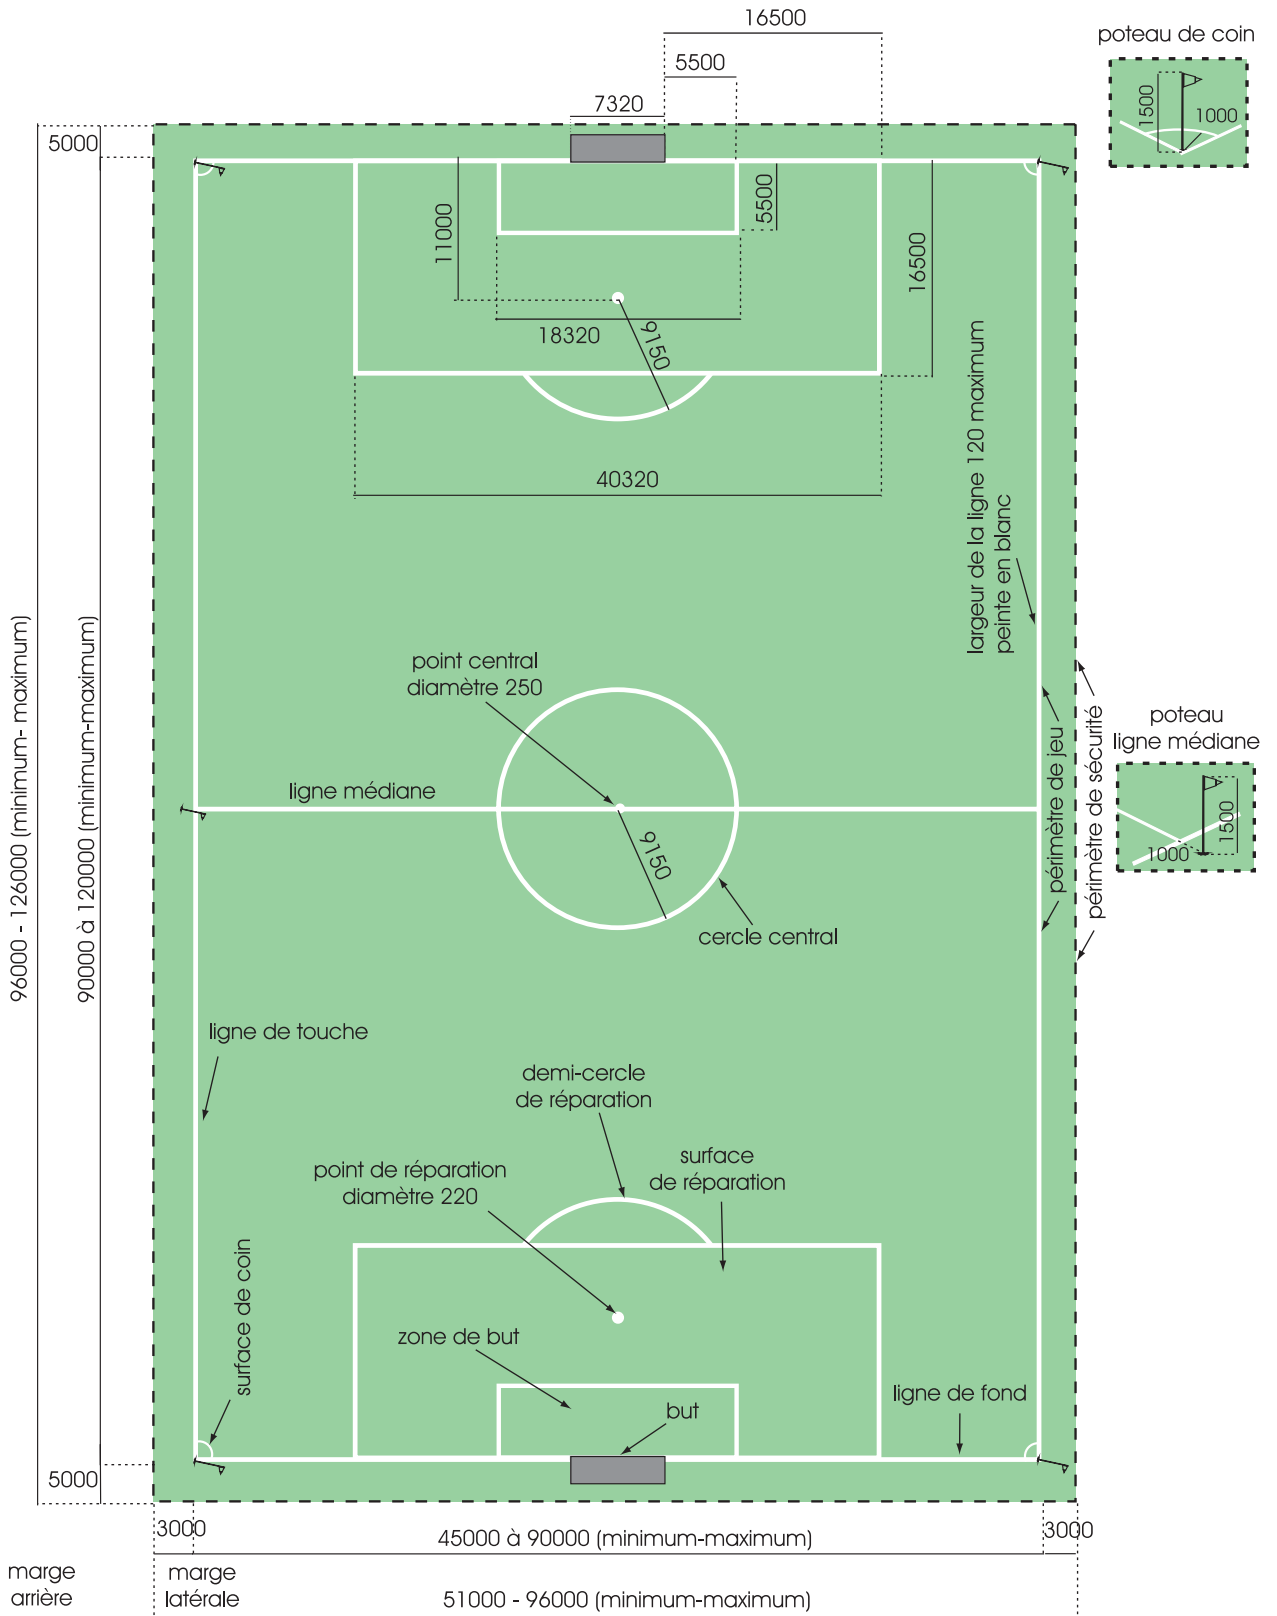 16500
poteau de coin
5500
7320
1500
1000
5000
11000
5500
16500
18320
9150
40320
largeur de la ligne 120 maximum
peinte en blanc
96000 - 126000 (minimum- maximum)
90000 à 120000 (minimum-maximum)
point central
diamètre 250
ligne médiane
9150
cercle central
périmètre de jeu
périmètre de sécurité
poteau
ligne médiane
1500
1000
ligne de touche
demi-cercle
de réparation
surface
de réparation
point de réparation
diamètre 220
surface de coin
zone de but
but
ligne de fond
5000
3000
45000 à 90000 (minimum-maximum)
3000
marge
arrière
marge
latérale
51000 - 96000 (minimum-maximum)